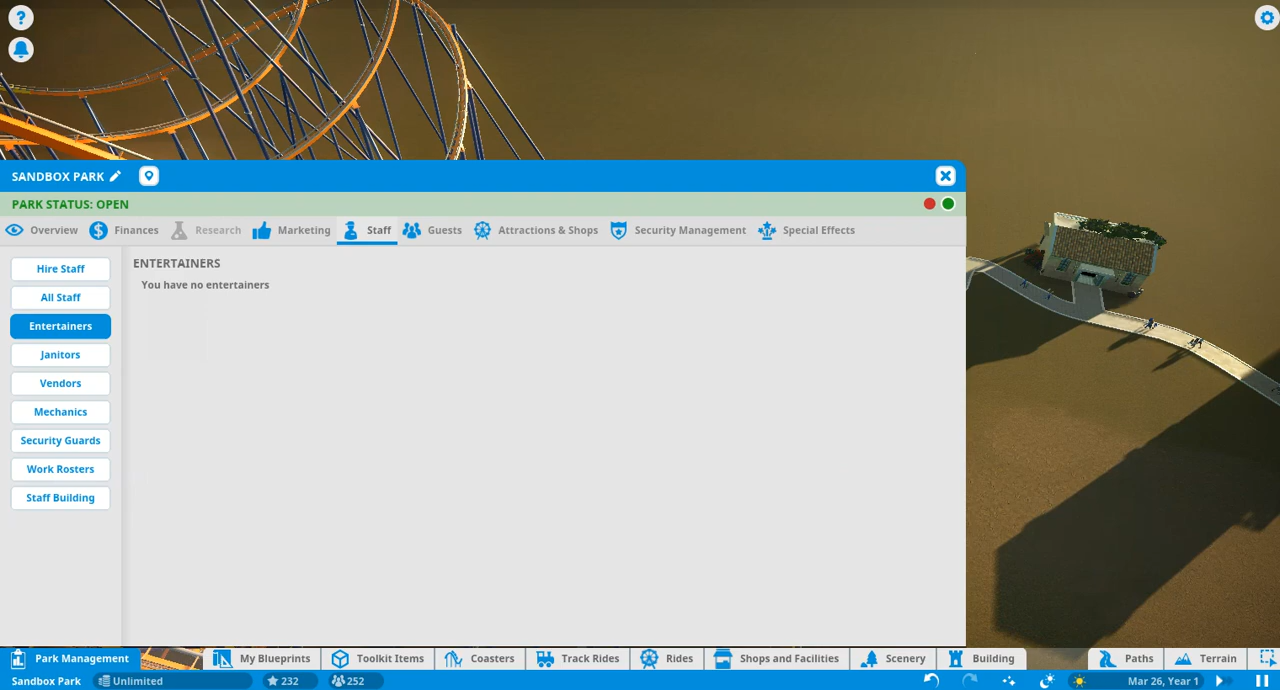 ?
SANDBOX PARK
PARK STATUS: OPEN
Overview
Finances
Research
Marketing
Staff
Guests
Attractions & Shops
Security Management
Special Effects
Hire Staff
All Staff
Entertainers
Janitors
Vendors
Mechanics
Security Guards
Work Rosters
Staff Building
ENTERTAINERS
You have no entertainers
Park Management
My Blueprints
Toolkit Items
Coasters
Track Rides
Rides
Shops and Facilities
Scenery
Building
Paths
Terrain
Sandbox Park
Unlimited
232
252
Mar 26, Year 1